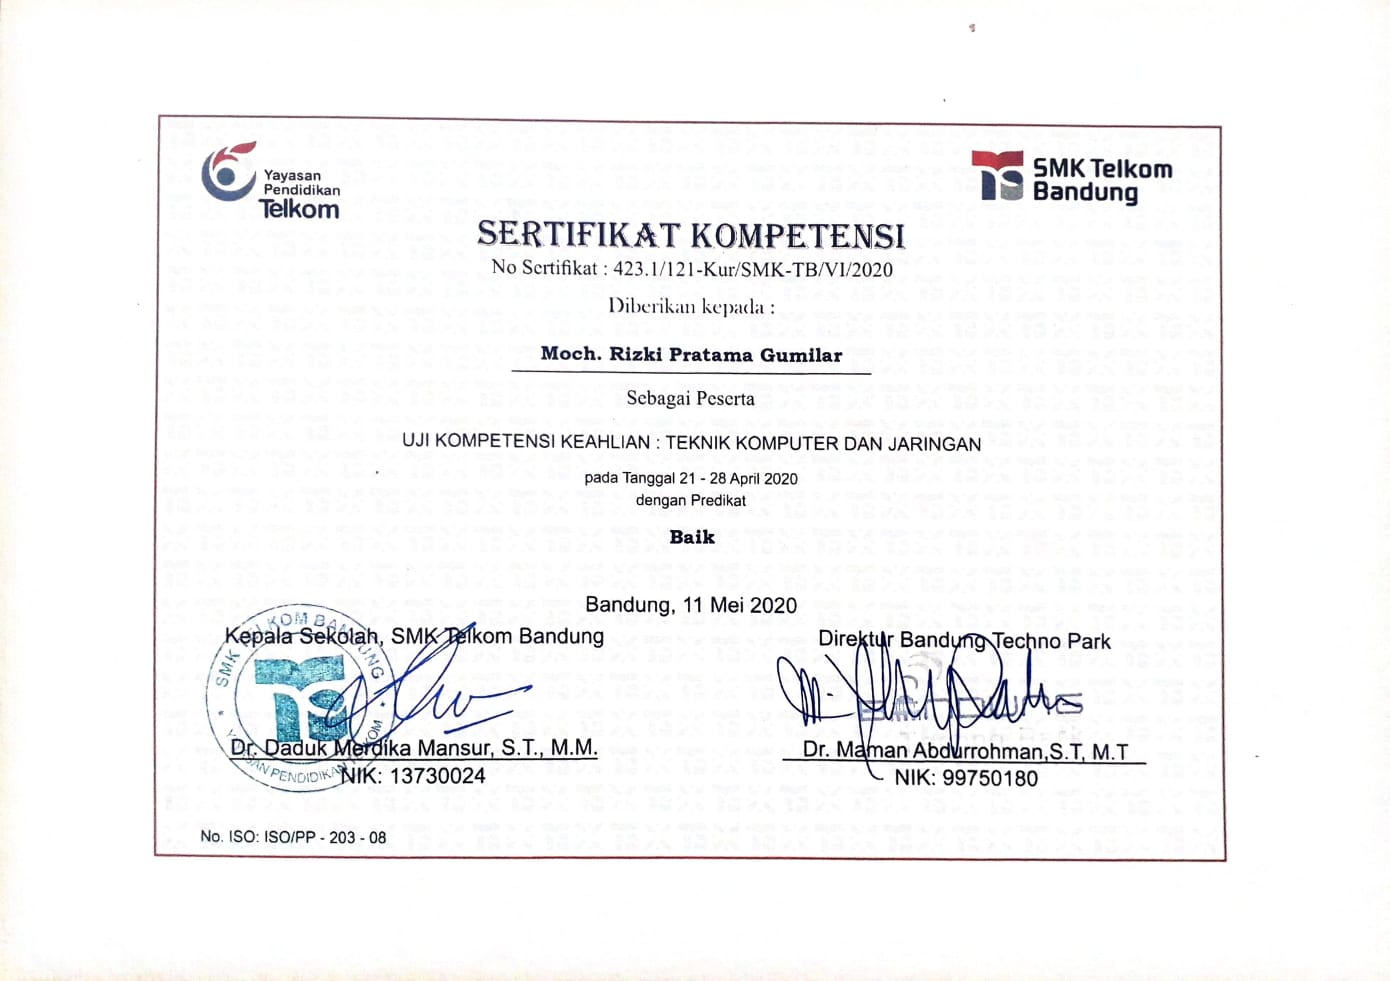 Yayasan
Pendidikan
Telkom
SMK Telkom
Bandung
SERTIFIKAT KOMPETENSI
No Sertifikat : 423.1/121-Kur/SMK-TB/VI/2020
Diberikan kepada :
Moch. Rizki Pratama Gumilar
Sebagai Peserta
UJI KOMPETENSI KEAHLIAN : TEKNIK KOMPUTER DAN JARINGAN
pada Tanggal 21 - 28 April 2020
dengan Predikat
Baik
Bandung, 11 Mei 2020
Kepala Sekolah, SMK Telkom Bandung
Direktur Bandung Techno Park
SMK TELKOM BANDUNG
YAYASAN PENDIDIKAN TELKOM
Dr. Daduk Merdika Mansur, S.T., M.M.
NIK: 13730024
Dr. Maman Abdurrohman,S.T, M.T
NIK: 99750180
No. ISO: ISO/PP - 203 - 08